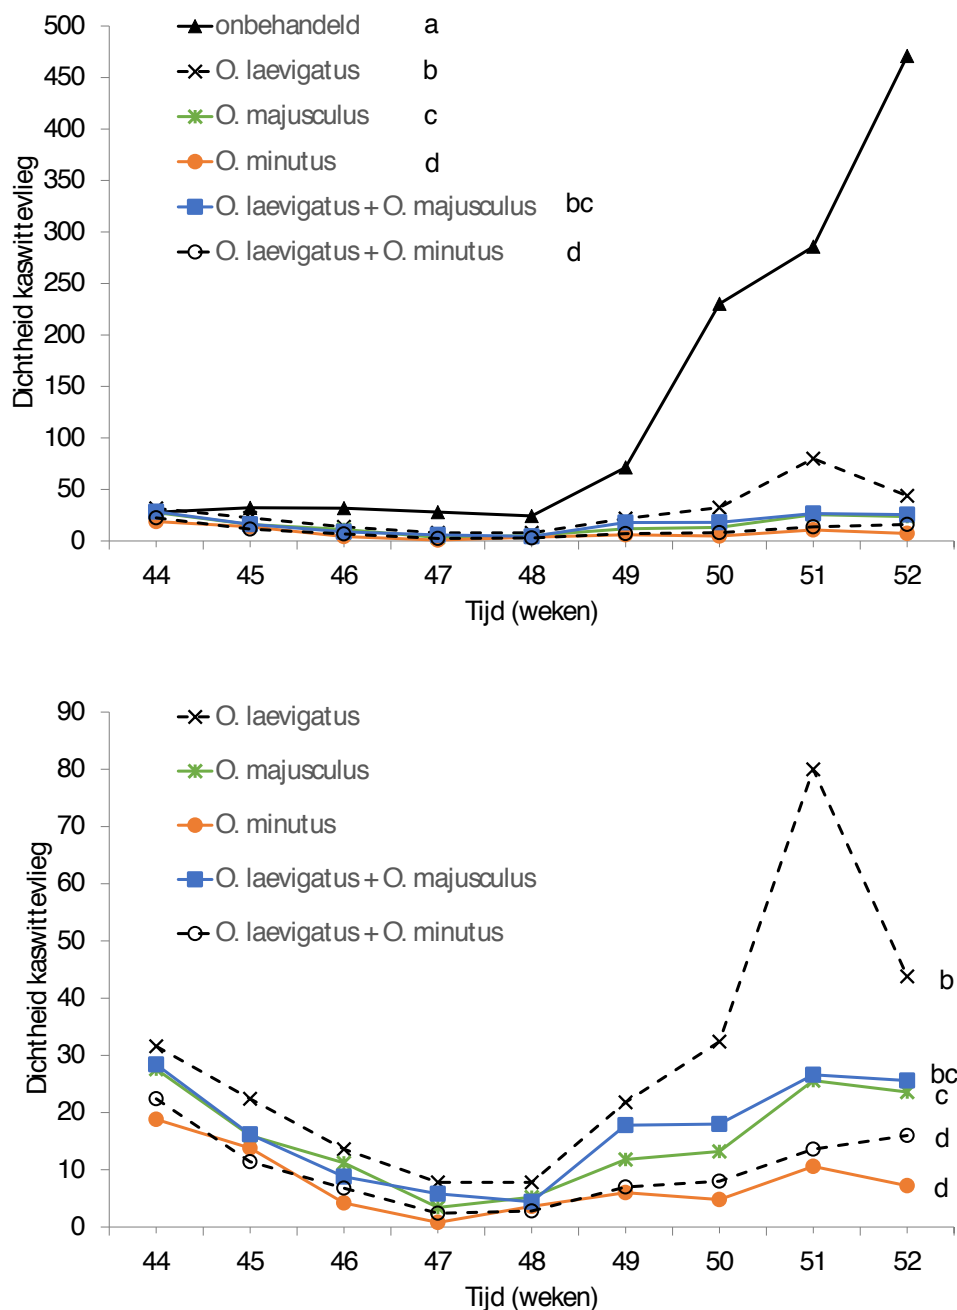 500
450
400
350
300
250
200
150
100
50
0
Dichtheid kaswittevlieg
onbehandeld a
O. laevigatus b
O. majusculus c
O. minutus d
O. laevigatus + O. majusculus bc
O. laevigatus + O. minutus d
44 45 46 47 48 49 50 51 52
Tijd (weken)
90
80
70
60
50
40
30
20
10
0
Dichtheid kaswittevlieg
O. laevigatus
O. majusculus
O. minutus
O. laevigatus + O. majusculus
O. laevigatus + O. minutus
b
bc
c
d
d
44 45 46 47 48 49 50 51 52
Tijd (weken)